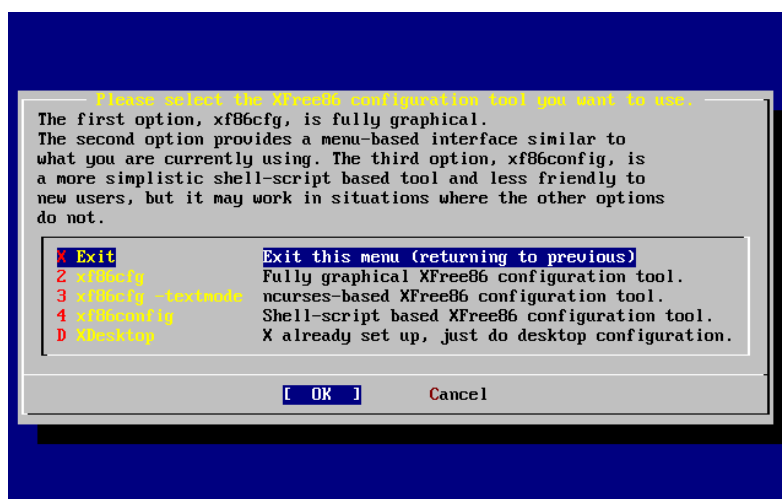 Please select the XFree86 configuration tool you want to use.
The first option, xf86cfg, is fully graphical.
The second option provides a menu-based interface similar to
what you are currently using. The third option, xf86config, is
a more simplistic shell-script based tool and less friendly to
new users, but it may work in situations where the other options
do not.
X Exit Exit this menu (returning to previous)
2 xf86cfg Fully graphical XFree86 configuration tool.
3 xf86cfg -textmode ncurses-based XFree86 configuration tool.
4 xf86config Shell-script based XFree86 configuration tool.
D XDesktop X already set up, just do desktop configuration.
[ OK ] Cancel